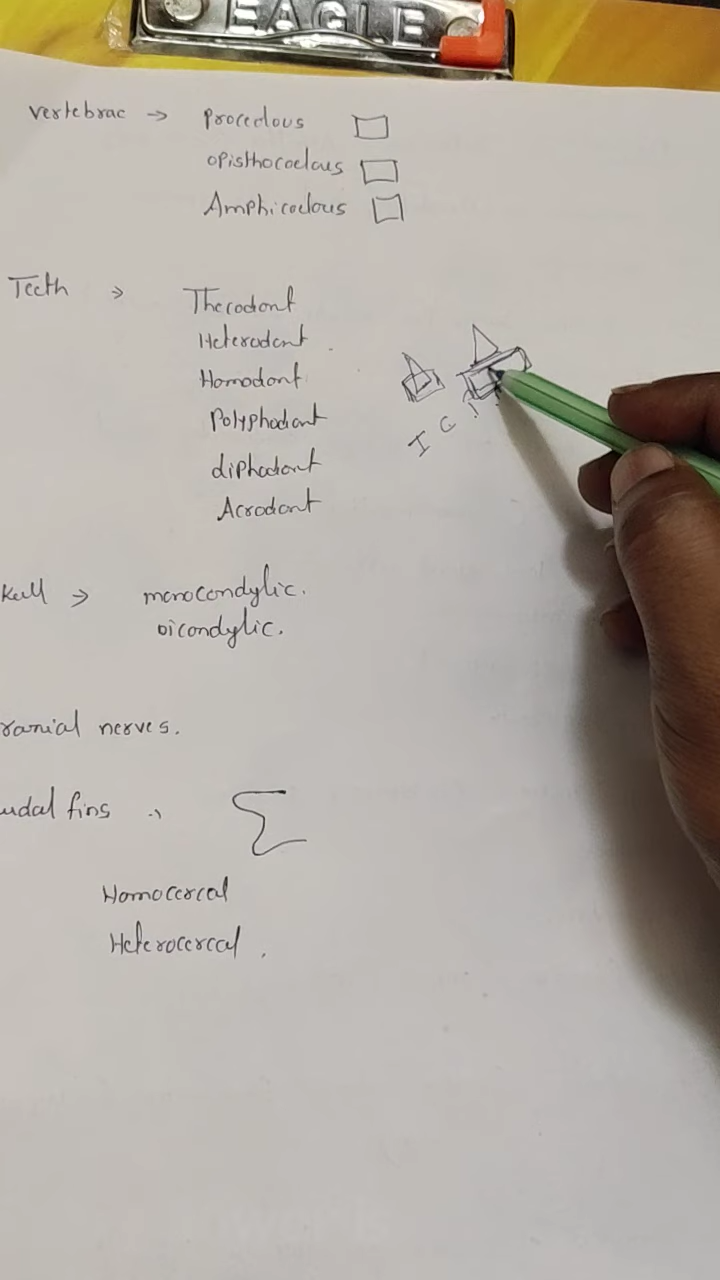 EAGLE
vertebrac → procoelous
opisthocoelous
Amphicoelous
Teeth → Thecodont
Heterodont
Homodont
Polyphodont
diphodont
Acrodont
I C
kull → monocondylic.
Dicondylic.
ranial nerves.
udal fins
Homocercal
Heterocercal.